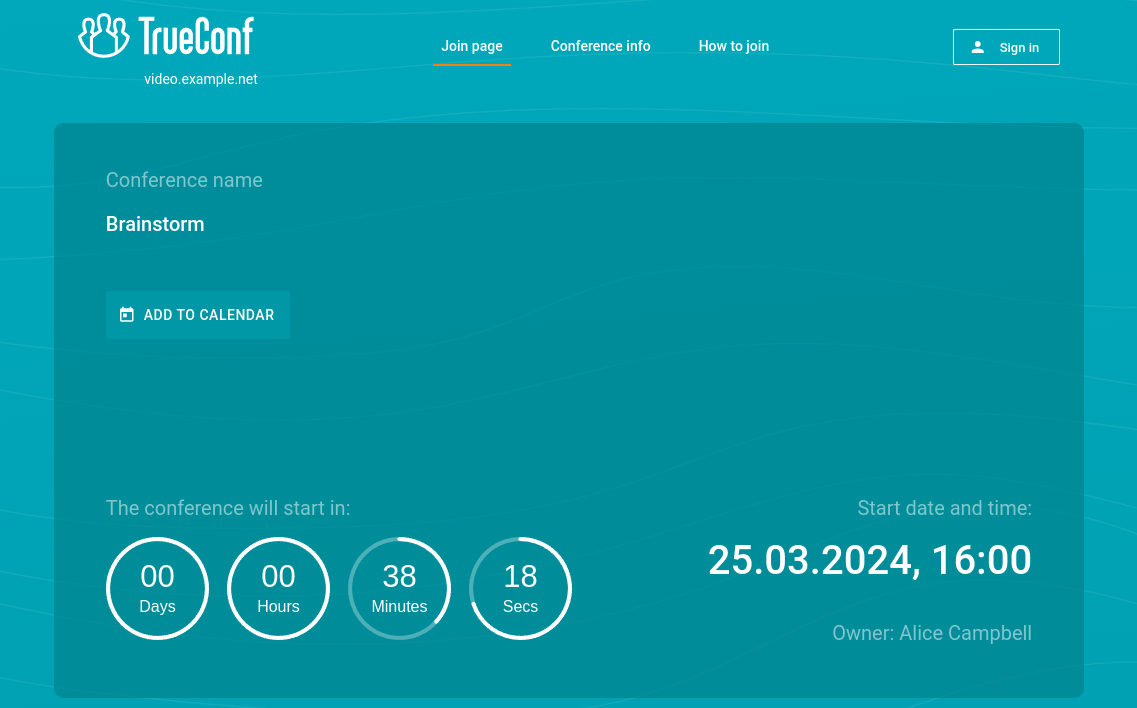 TrueConf
video.example.net
Join page
Conference info
How to join
Sign in
Conference name
Brainstorm
ADD TO CALENDAR
The conference will start in:
00
Days
00
Hours
38
Minutes
18
Secs
Start date and time:
25.03.2024, 16:00
Owner: Alice Campbell